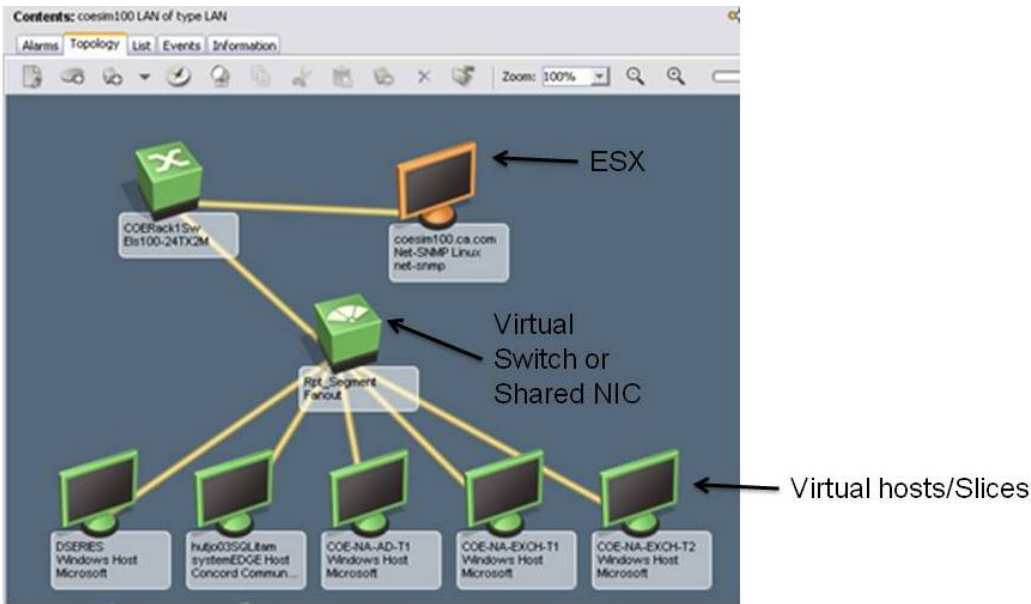 Contents: coesim100 LAN of type LAN
Alarms Topology List Events Information
Zoom: 100%
ESX
COERack1Sw
Els100-24TX2M
coesim100.ca.com
Net-SNMP Linux
net-snmp
Virtual
Switch or
Shared NIC
Rpt_Segment
Fanout
Virtual hosts/Slices
DSERIES
Windows Host
Microsoft
hutjo03SQLitam
systemEDGE Host
Concord Commun...
COE-NA-AD-T1
Windows Host
Microsoft
COE-NA-EXCH-T1
Windows Host
Microsoft
COE-NA-EXCH-T2
Windows Host
Microsoft